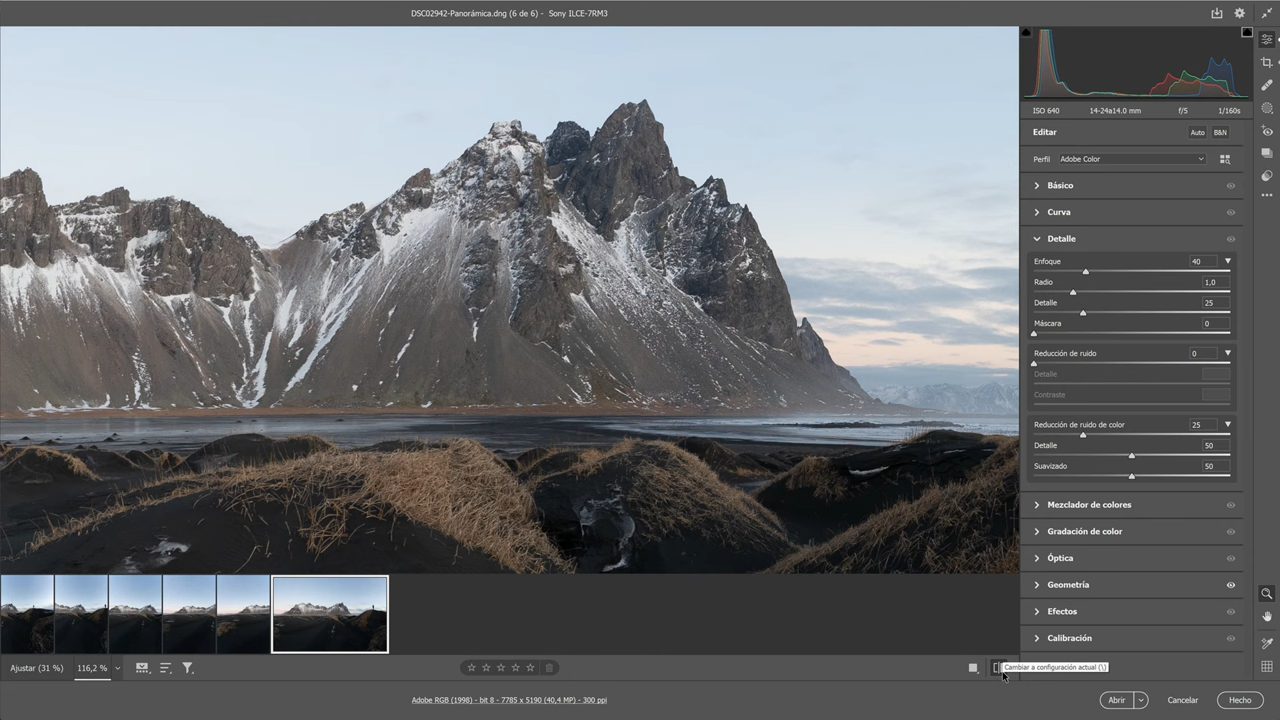 DSC02942-Panorámica.dng (6 de 6) - Sony ILCE-7RM3
ISO 640 14-24a14.0 mm f/5 1/160s
Editar Auto B&N
Perfil Adobe Color
Básico
Curva
Detalle
Enfoque 40
Radio 1,0
Detalle 25
Máscara 0
Reducción de ruido 0
Detalle
Contraste
Reducción de ruido de color 25
Detalle 50
Suavizado 50
Mezclador de colores
Gradación de color
Óptica
Geometría
Efectos
Calibración
Ajustar (31 %) 116,2 %
Cambiar a configuración actual (\)
Adobe RGB (1998) - bit 8 - 7785 x 5190 (40,4 MP) - 300 ppi
Abrir Cancelar Hecho